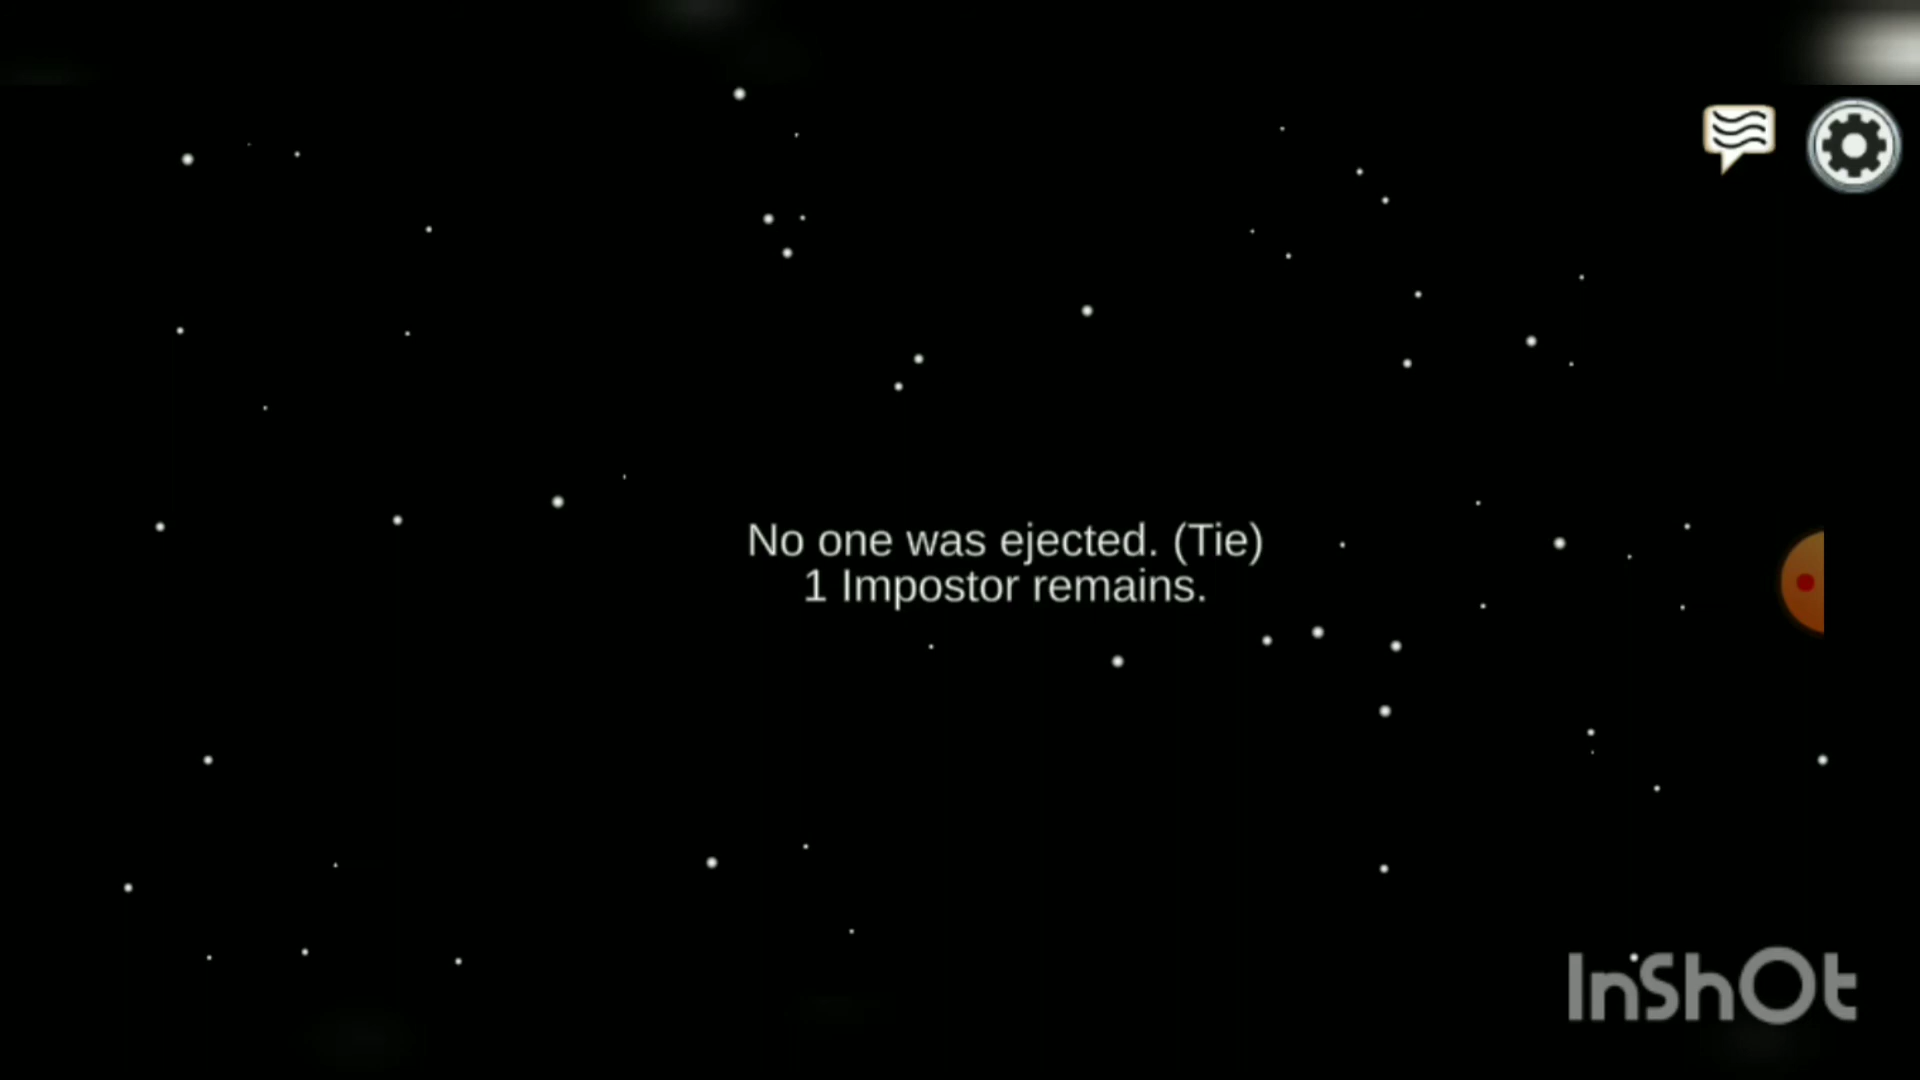 No one was ejected. (Tie)
1 Impostor remains.
InShOt